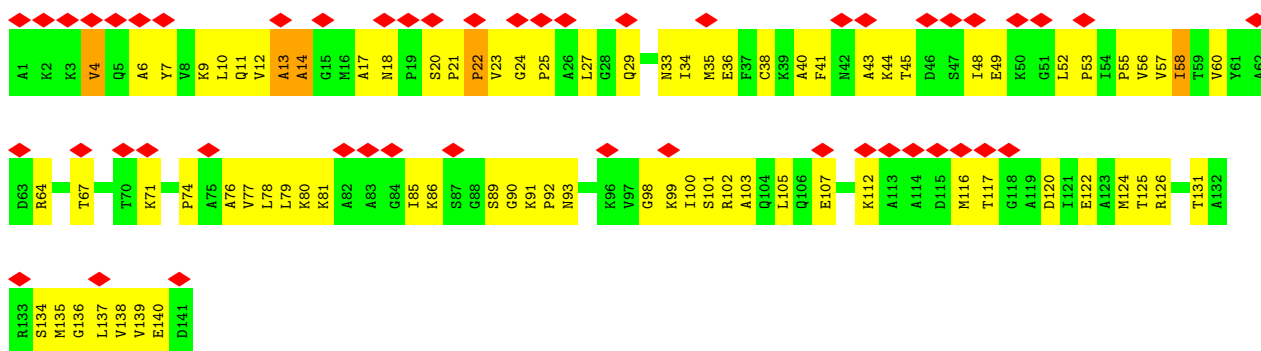 A1 K2 K3 V4 Q5 A6 Y7 V8 K9 L10 Q11 V12 A13 A14 G15 M16 A17 N18 P19 S20 P21 P22 V23 G24 P25 A26 L27 G28 Q29 N33 I34 M35 E36 F37 C38 K39 A40 F41 N42 A43 K44 T45 D46 S47 I48 E49 K50 G51 L52 P53 I54 P55 V56 V57 I58 T59 V60 Y61 A62
D63 R64 T67 T70 K71 P74 A75 A76 V77 L78 L79 K80 K81 A82 A83 G84 I85 K86 S87 G88 S89 G90 K91 P92 N93 K96 V97 G98 K99 I100 S101 R102 A103 Q104 L105 Q106 E107 K112 A113 A114 D115 M116 T117 G118 A119 D120 I121 E122 A123 M124 T125 R126 T131 A132
R133 S134 M135 G136 L137 V138 V139 E140 D141